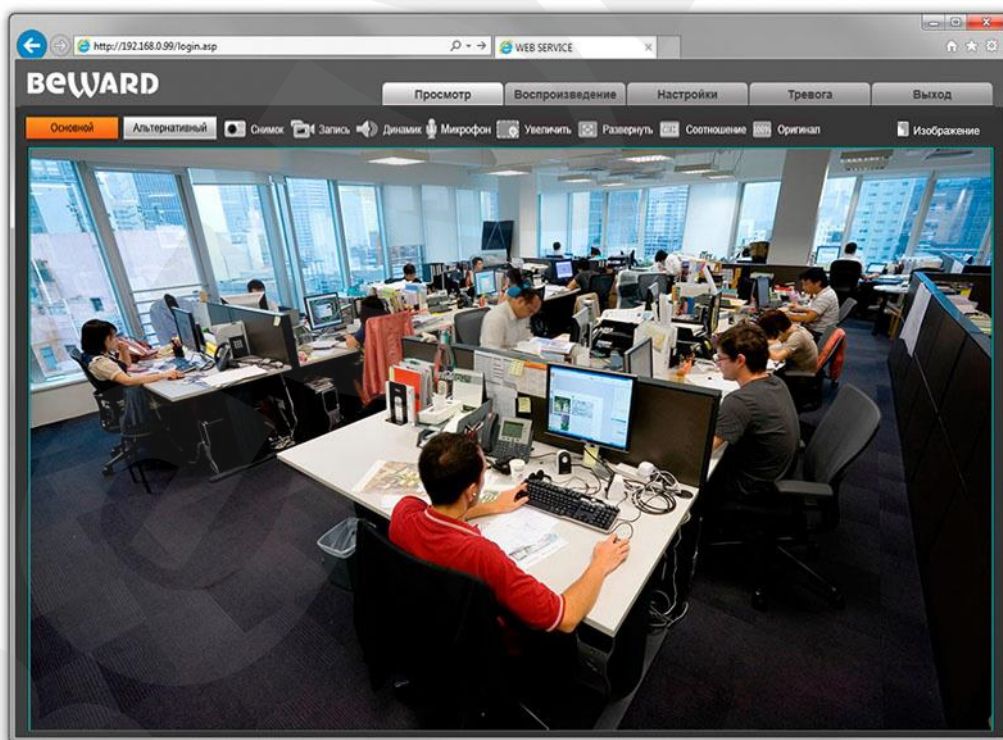 http://192.168.0.99/login.asp
WEB SERVICE
BEWARD
Просмотр Воспроизведение Настройки Тревога Выход
Основной Альтернативный Снимок Запись Динамик Микрофон Увеличить Развернуть Соотношение 100% Оригинал Изображение